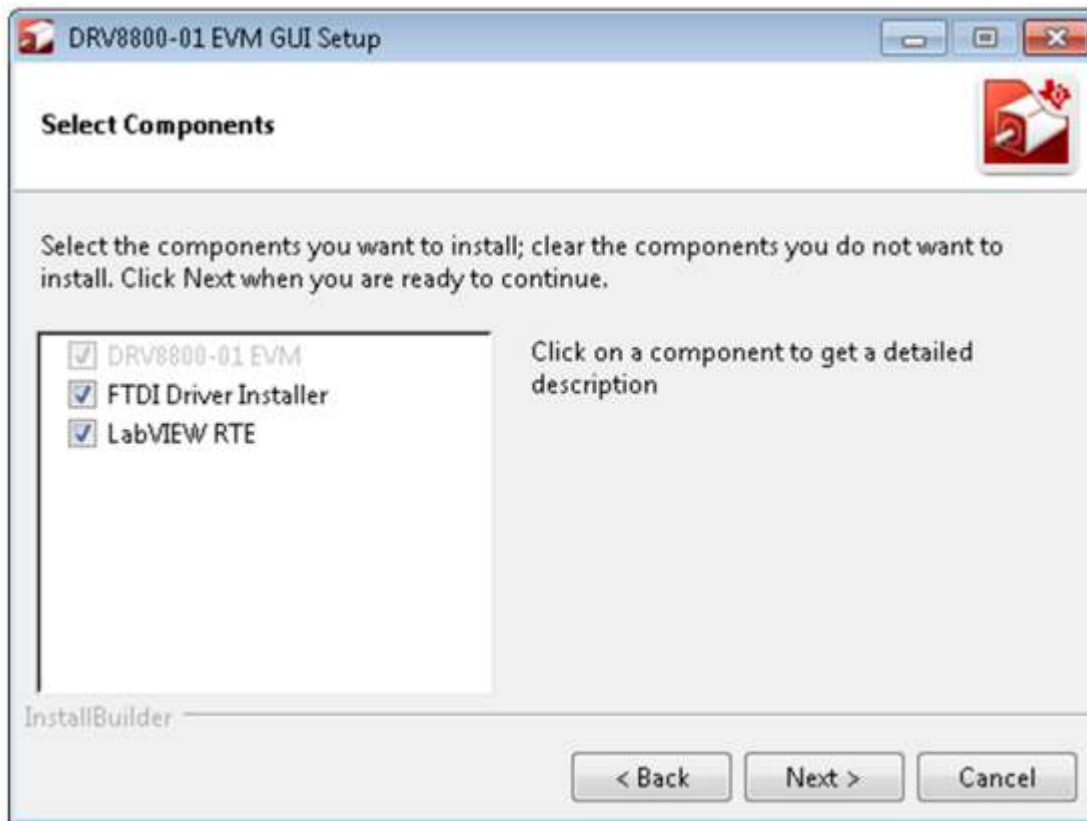 DRV8800-01 EVM GUI Setup
Select Components
Select the components you want to install; clear the components you do not want to
install. Click Next when you are ready to continue.
DRV8800-01 EVM
FTDI Driver Installer
LabVIEW RTE
Click on a component to get a detailed
description
InstallBuilder
< Back
Next >
Cancel